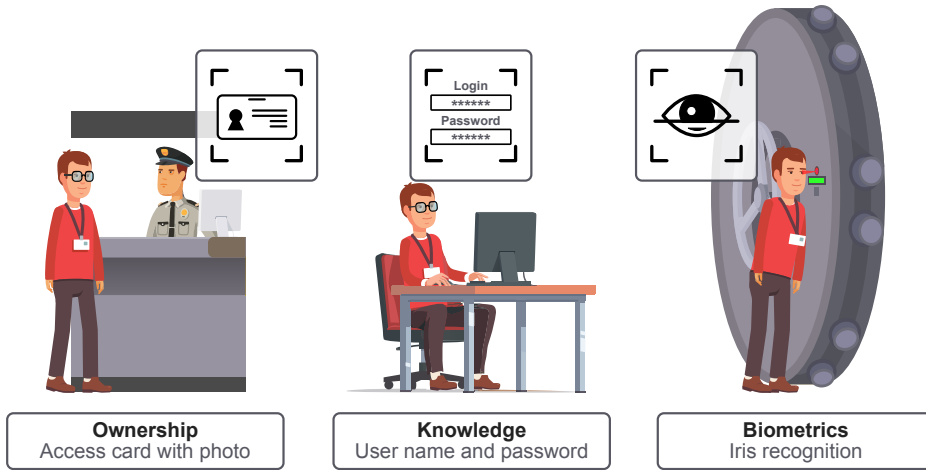 Login
******
Password
******
Ownership
Access card with photo
Knowledge
User name and password
Biometrics
Iris recognition